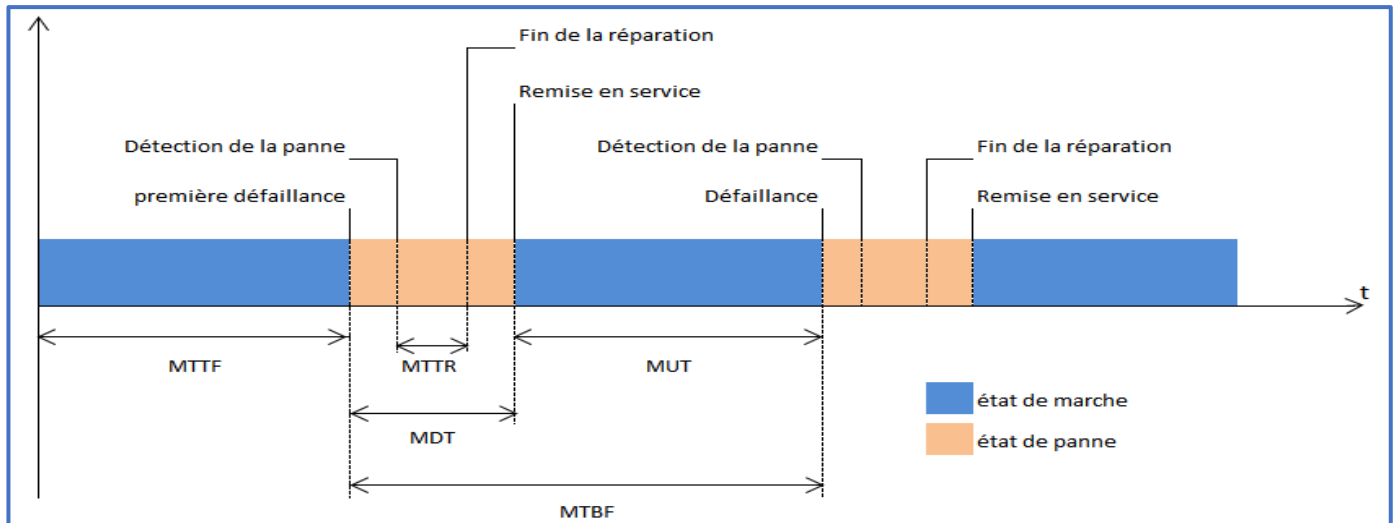 Fin de la réparation
Remise en service
Détection de la panne
Détection de la panne
Fin de la réparation
première défaillance
Défaillance
Remise en service
t
MTTF
MTTR
MUT
état de marche
MDT
état de panne
MTBF